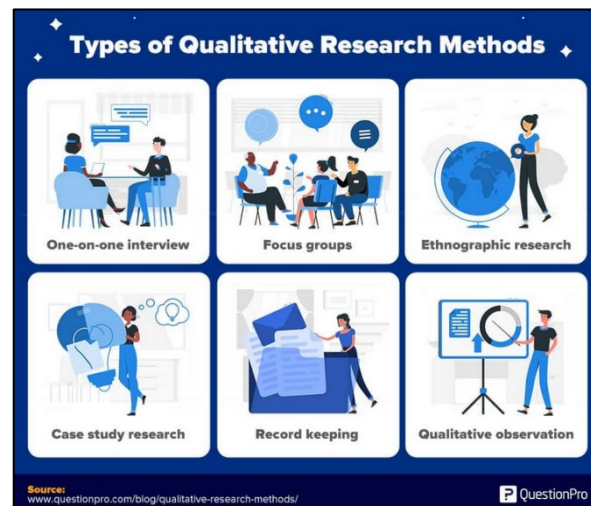 Types of Qualitative Research Methods
One-on-one interview
Focus groups
Ethnographic research
Case study research
Record keeping
Qualitative observation
Source:
www.questionpro.com/blog/qualitative-research-methods/
QuestionPro